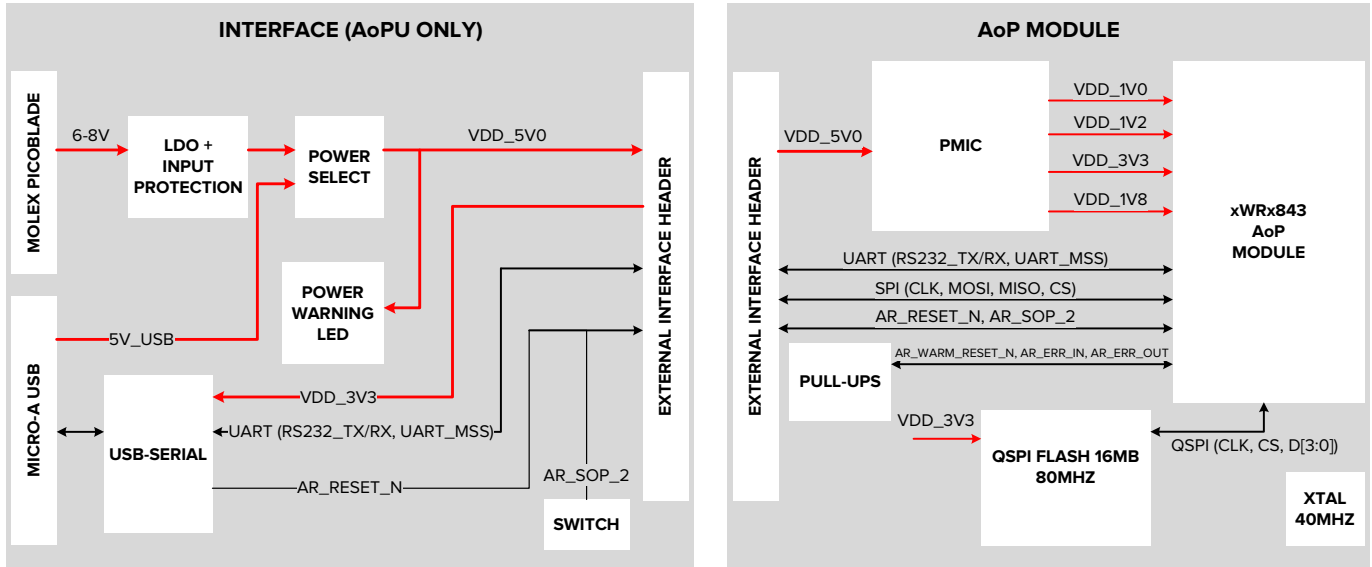 INTERFACE (AoPU ONLY)
MOLEX PICOBLADE
6-8V
LDO +
INPUT
PROTECTION
POWER
SELECT
VDD_5V0
POWER
WARNING
LED
5V_USB
MICRO-A USB
USB-SERIAL
VDD_3V3
UART (RS232_TX/RX, UART_MSS)
AR_RESET_N
AR_SOP_2
SWITCH
EXTERNAL INTERFACE HEADER
AoP MODULE
EXTERNAL INTERFACE HEADER
VDD_5V0
PMIC
VDD_1V0
VDD_1V2
VDD_3V3
VDD_1V8
xWRx843
AoP
MODULE
UART (RS232_TX/RX, UART_MSS)
SPI (CLK, MOSI, MISO, CS)
AR_RESET_N, AR_SOP_2
PULL-UPS
AR_WARM_RESET_N, AR_ERR_IN, AR_ERR_OUT
VDD_3V3
QSPI FLASH 16MB
80MHZ
QSPI (CLK, CS, D[3:0])
XTAL
40MHZ